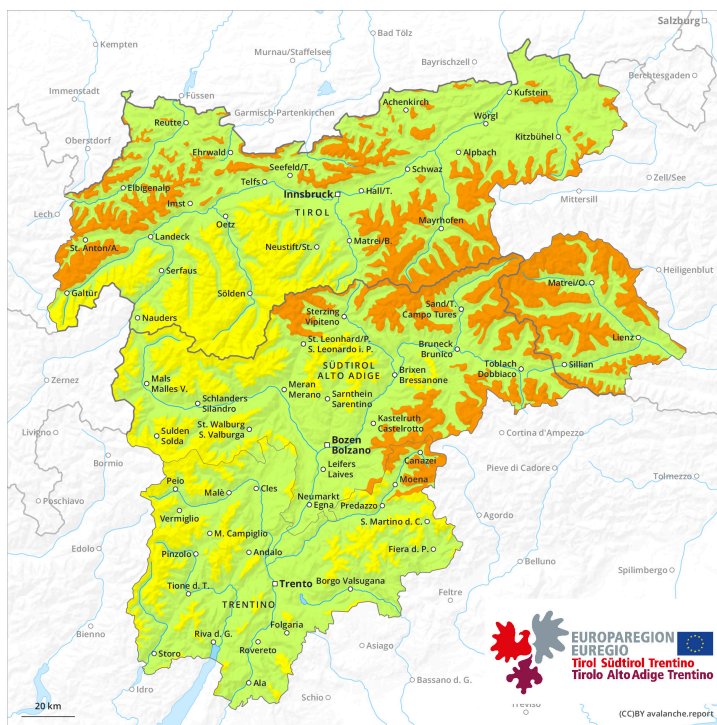 Salzburg
Kempten
Bad Tölz
Murnau/Staffelsee
Bayrischzell
Berchtesgaden
Immenstadt
Füssen
Garmisch-Partenkirchen
Achenkirch
Kufstein
Reutte
Wörgl
Oberstdorf
Ehrwald
Kitzbühel
Seefeld/T.
Alpbach
Telfs
Schwaz
Zell/See
Elbigenalp
Innsbruck
Hall/T.
Mittersill
Imst
TIROL
Lech
Oetz
Mayrhofen
St. Anton/A.
Landeck
Neustift/St.
Matrei/B.
Serfaus
Heiligenblut
Galtür
Sölden
Matrei/O.
Nauders
Sterzing
Vipiteno
Sand/T.
Campo Tures
Lienz
St. Leonhard/P.
S. Leonardo i. P.
Bruneck
Brunico
Toblach
Dobbiaco
Sillian
SÜDTIROL
ALTO ADIGE
Brixen
Bressanone
Zernez
Mals
Malles V.
Meran
Merano
Sarnthein
Sarentino
Schlanders
Silandro
St. Walburg
S. Valburga
Kastelruth
Castelrotto
Livigno
Sulden
Solda
Bozen
Bolzano
Cortina d'Ampezzo
Bormio
Leifers
Laives
Canazei
Pieve di Cadore
Poschiavo
Peio
Malè
Cles
Neumarkt
Egna
Moena
Predazzo
Tolmezzo
Vermiglio
S. Martino d. C.
Agordo
M. Campiglio
Edolo
Pinzolo
Andalo
Fiera d. P.
Belluno
Spilimbergo
Tione d. T.
Trento
Borgo Valsugana
Feltre
TRENTINO
Folgaria
Bienno
Riva d. G.
Rovereto
Asiago
Storo
Idro
Ala
Schio
Bassano d. G.
Treviso
EUROPAREGION
EUREGIO
Tirol Südtirol Trentino
Tirolo Alto Adige Trentino
20 km
(CC)BY avalanche.report